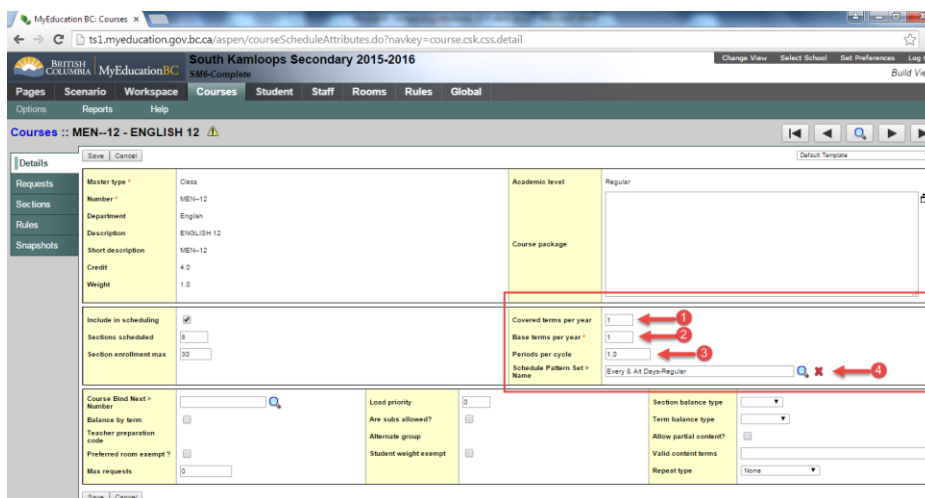 MyEducation BC: Courses ×
ts1.myeducation.gov.bc.ca/aspen/courseScheduleAttributes.do?navkey=course.csk.css.detail
BRITISH COLUMBIA MyEducationBC South Kamloops Secondary 2015-2016 Change View Select School Set Preferences Log
SM6-Complete Build Vie
Pages Scenario Workspace Courses Student Staff Rooms Rules Global
Options Reports Help
Courses :: MEN--12 - ENGLISH 12
Details
Requests
Sections
Rules
Snapshots
Save Cancel Default Template
Master type * Class Academic level Regular
Number * MEN--12
Department English
Description ENGLISH 12
Short description MEN--12 Course package
Credit 4.0
Weight 1.0
Include in scheduling Covered terms per year 1 1
Sections scheduled 8 Base terms per year * 1 2
Section enrollment max 30 Periods per cycle 1.0 3
Schedule Pattern Set > Name Every & Alt Days-Regular 4
Course Bind Next > Number Load priority 0 Section balance type
Balance by term Are subs allowed? Term balance type
Teacher preparation code Alternate group Allow partial content?
Preferred room exempt ? Student weight exempt Valid content terms
Max requests 0 Repeat type None
Save Cancel